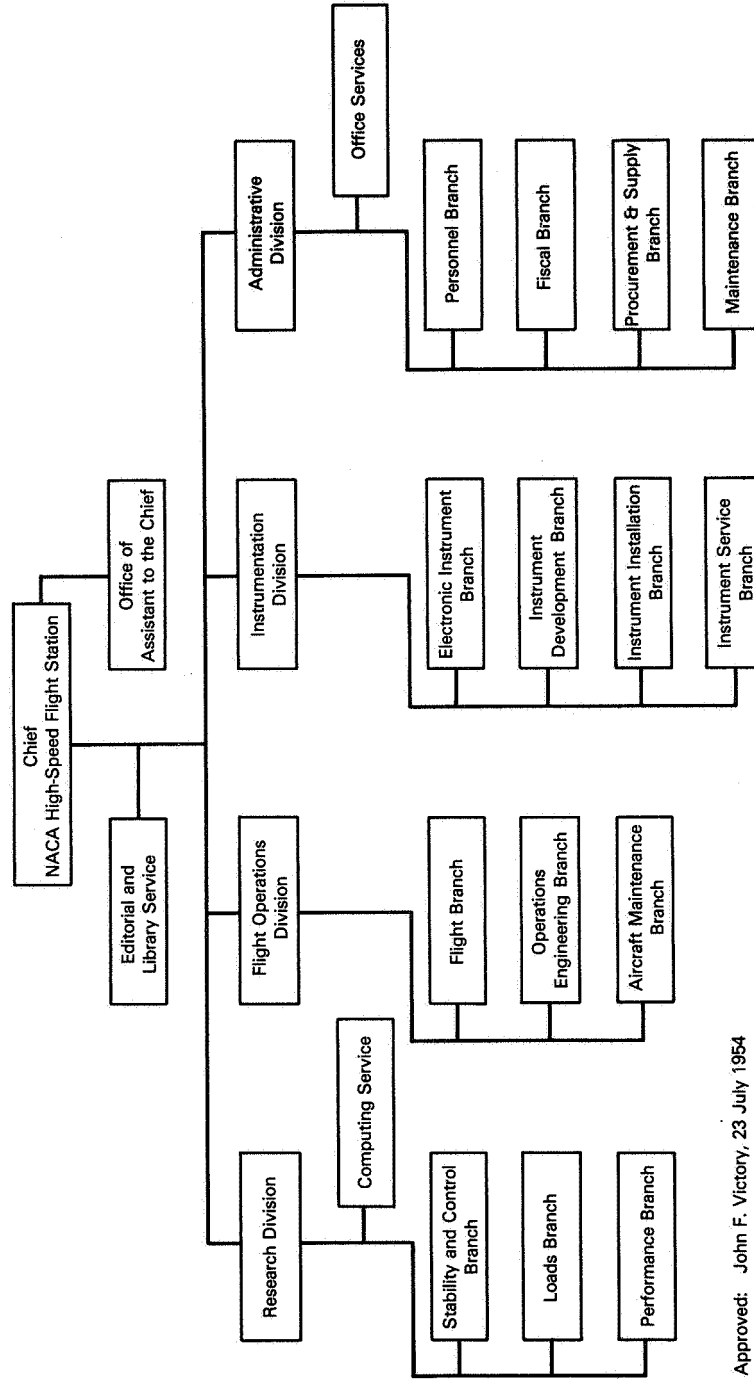 Chief
NACA High-Speed Flight Station
Editorial and
Library Service
Office of
Assistant to the Chief
Research Division
Flight Operations
Division
Instrumentation
Division
Administrative
Division
Computing Service
Office Services
Stability and Control
Branch
Loads Branch
Performance Branch
Flight Branch
Operations
Engineering Branch
Aircraft Maintenance
Branch
Electronic Instrument
Branch
Instrument
Development Branch
Instrument Installation
Branch
Instrument Service
Branch
Personnel Branch
Fiscal Branch
Procurement & Supply
Branch
Maintenance Branch
Approved: John F. Victory, 23 July 1954